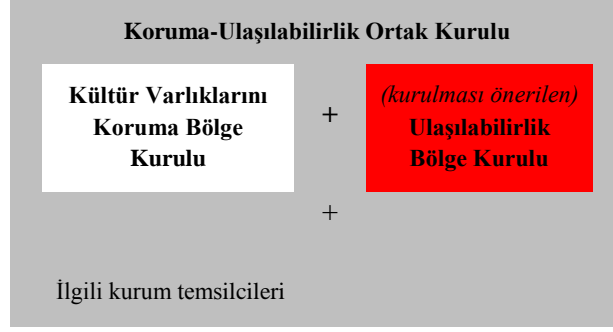 Koruma-Ulaşılabilirlik Ortak Kurulu
Kültür Varlıklarını
Koruma Bölge
Kurulu
+
(kurulması önerilen)
Ulaşılabilirlik
Bölge Kurulu
+
İlgili kurum temsilcileri